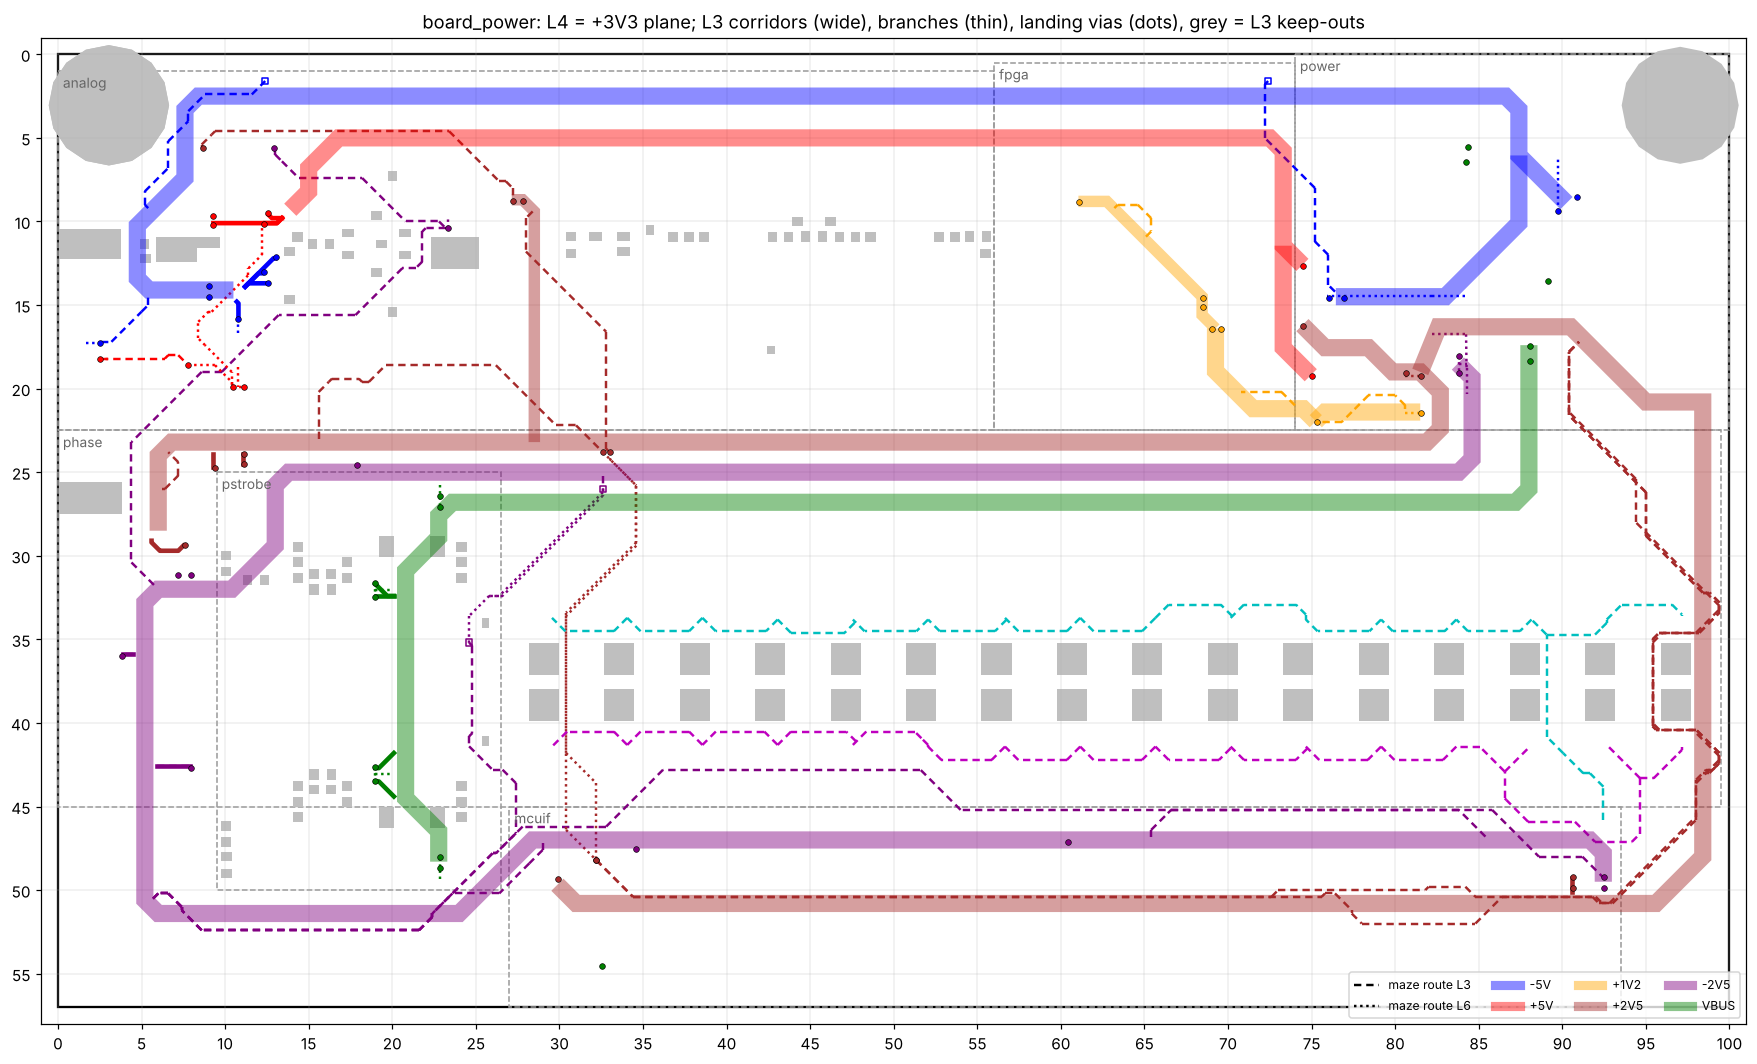 board_power: L4 = +3V3 plane; L3 corridors (wide), branches (thin), landing vias (dots), grey = L3 keep-outs
analog
fpga
power
phase
pstrobe
mcuif
0
5
10
15
20
25
30
35
40
45
50
55
maze route L3
maze route L6
-5V
+5V
+1V2
+2V5
-2V5
VBUS
0 5 10 15 20 25 30 35 40 45 50 55 60 65 70 75 80 85 90 95 100